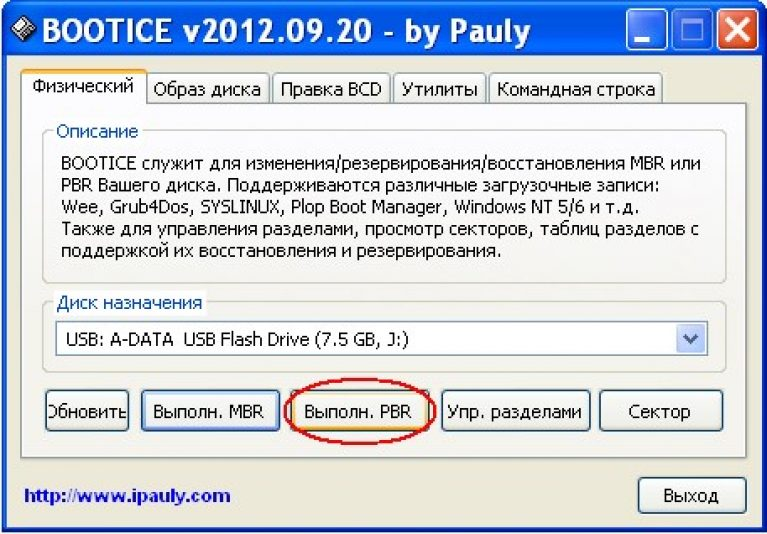 BOOTICE v2012.09.20 - by Pauly
Физический Образ диска Правка BCD Утилиты Командная строка
Описание
BOOTICE служит для изменения/резервирования/восстановления MBR или
PBR Вашего диска. Поддерживаются различные загрузочные записи:
Wee, Grub4Dos, SYSLINUX, Plop Boot Manager, Windows NT 5/6 и т.д.
Также для управления разделами, просмотр секторов, таблиц разделов с
поддержкой их восстановления и резервирования.
Диск назначения
USB: A-DATA USB Flash Drive (7.5 GB, J:)
Обновить Выполн. MBR Выполн. PBR Упр. разделами Сектор
http://www.ipauly.com Выход